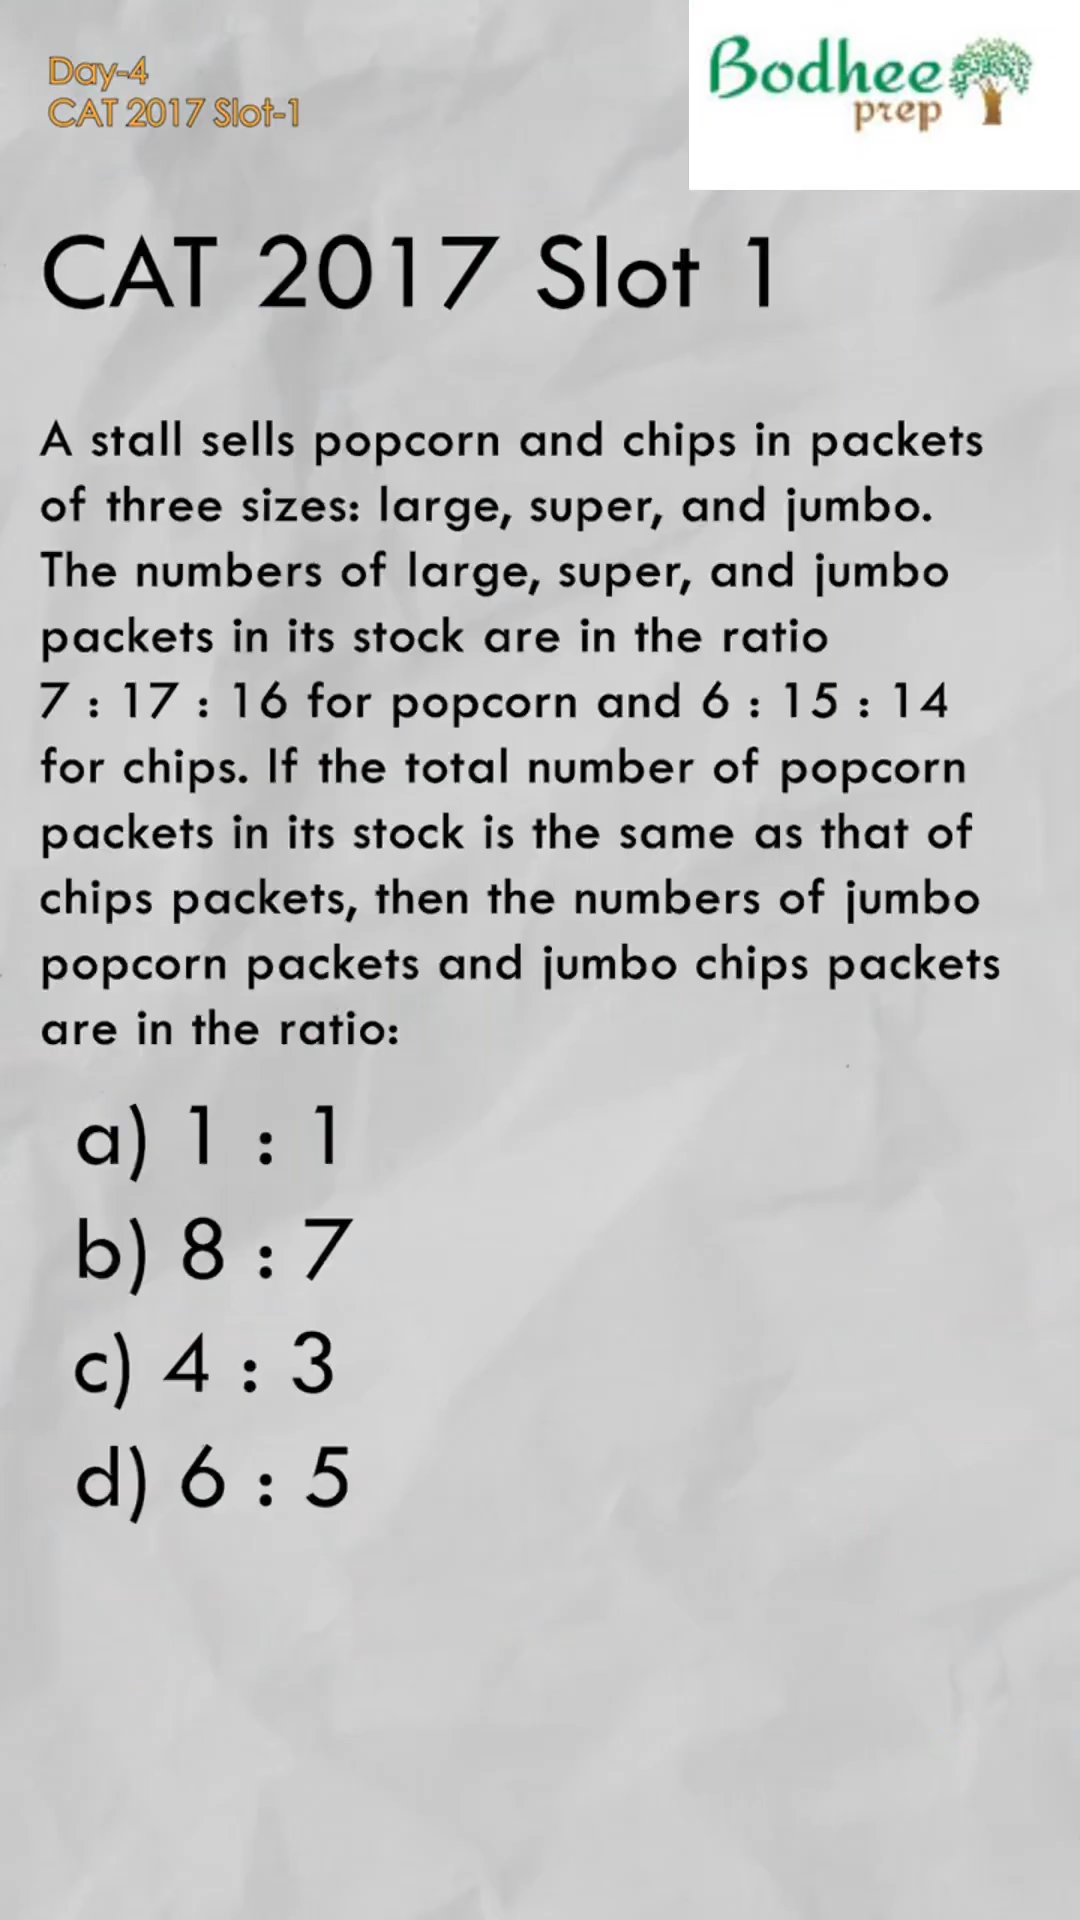 Day-4
CAT 2017 Slot-1
Bodhee
prep
CAT 2017 Slot 1
A stall sells popcorn and chips in packets
of three sizes: large, super, and jumbo.
The numbers of large, super, and jumbo
packets in its stock are in the ratio
7 : 17 : 16 for popcorn and 6 : 15 : 14
for chips. If the total number of popcorn
packets in its stock is the same as that of
chips packets, then the numbers of jumbo
popcorn packets and jumbo chips packets
are in the ratio:
a) 1 : 1
b) 8 : 7
c) 4 : 3
d) 6 : 5